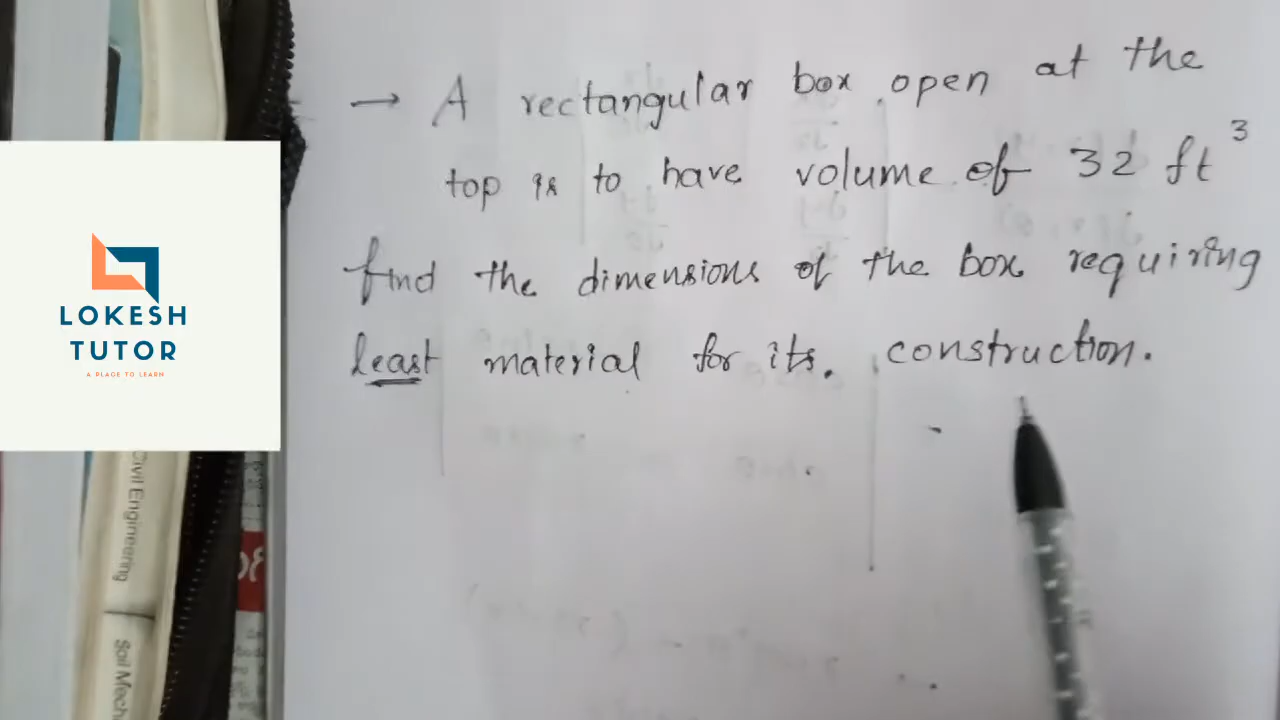 → A rectangular box open at the
top is to have volume of 32 ft³
find the dimensions of the box requiring
least material for its. construction.
LOKESH
TUTOR
A PLACE TO LEARN
Civil Engineering
Soil Mech